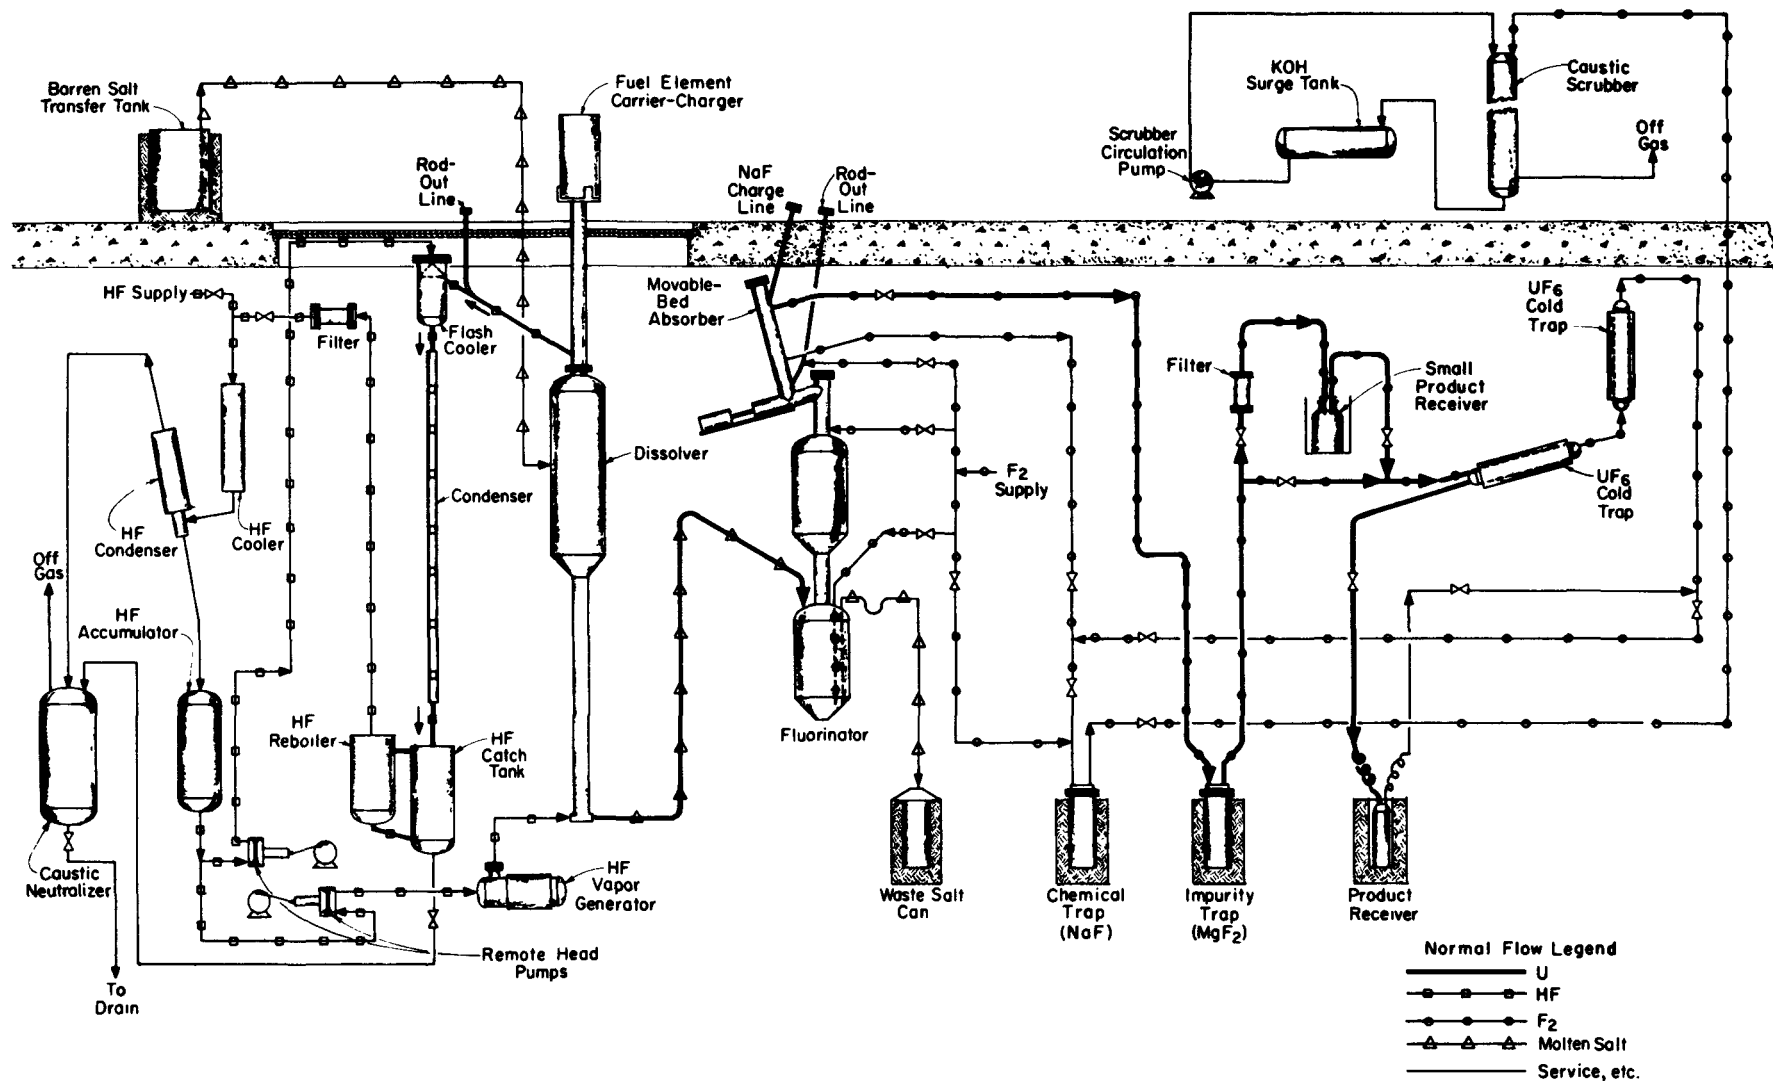 Barren Salt
Transfer Tank
Fuel Element
Carrier-Charger
KOH
Surge Tank
Caustic
Scrubber
Scrubber
Circulation
Pump
Off
Gas
Rod-
Out
Line
NaF
Charge
Line
Rod-
Out
Line
HF Supply
Filter
Flash
Cooler
Movable-
Bed
Absorber
UF6
Cold
Trap
Filter
Small
Product
Receiver
Dissolver
Condenser
F2
Supply
UF6
Cold
Trap
HF
Condenser
HF
Cooler
Off
Gas
HF
Accumulator
HF
Reboiler
HF
Catch
Tank
Fluorinator
Caustic
Neutralizer
HF
Vapor
Generator
Waste Salt
Can
Chemical
Trap
(NaF)
Impurity
Trap
(MgF2)
Product
Receiver
Remote Head
Pumps
To
Drain
Normal Flow Legend
U
HF
F2
Molten Salt
Service, etc.